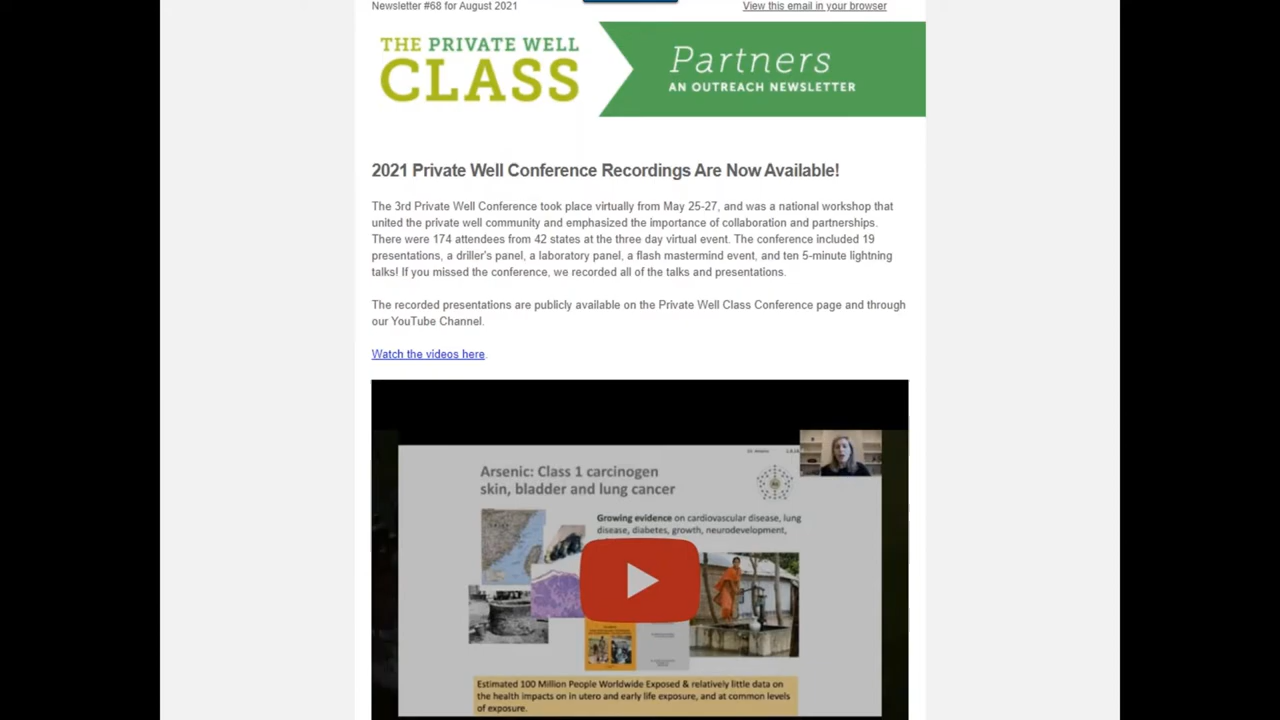 Newsletter #68 for August 2021
View this email in your browser
THE PRIVATE WELL
CLASS
Partners
AN OUTREACH NEWSLETTER
2021 Private Well Conference Recordings Are Now Available!
The 3rd Private Well Conference took place virtually from May 25-27, and was a national workshop that
united the private well community and emphasized the importance of collaboration and partnerships.
There were 174 attendees from 42 states at the three day virtual event. The conference included 19
presentations, a driller's panel, a laboratory panel, a flash mastermind event, and ten 5-minute lightning
talks! If you missed the conference, we recorded all of the talks and presentations.
The recorded presentations are publicly available on the Private Well Class Conference page and through
our YouTube Channel.
Watch the videos here.
Arsenic: Class 1 carcinogen
skin, bladder and lung cancer
Growing evidence on cardiovascular disease, lung
disease, diabetes, growth, neurodevelopment,
Estimated 100 Million People Worldwide Exposed & relatively little data on
the health impacts on in utero and early life exposure, and at common levels
of exposure.